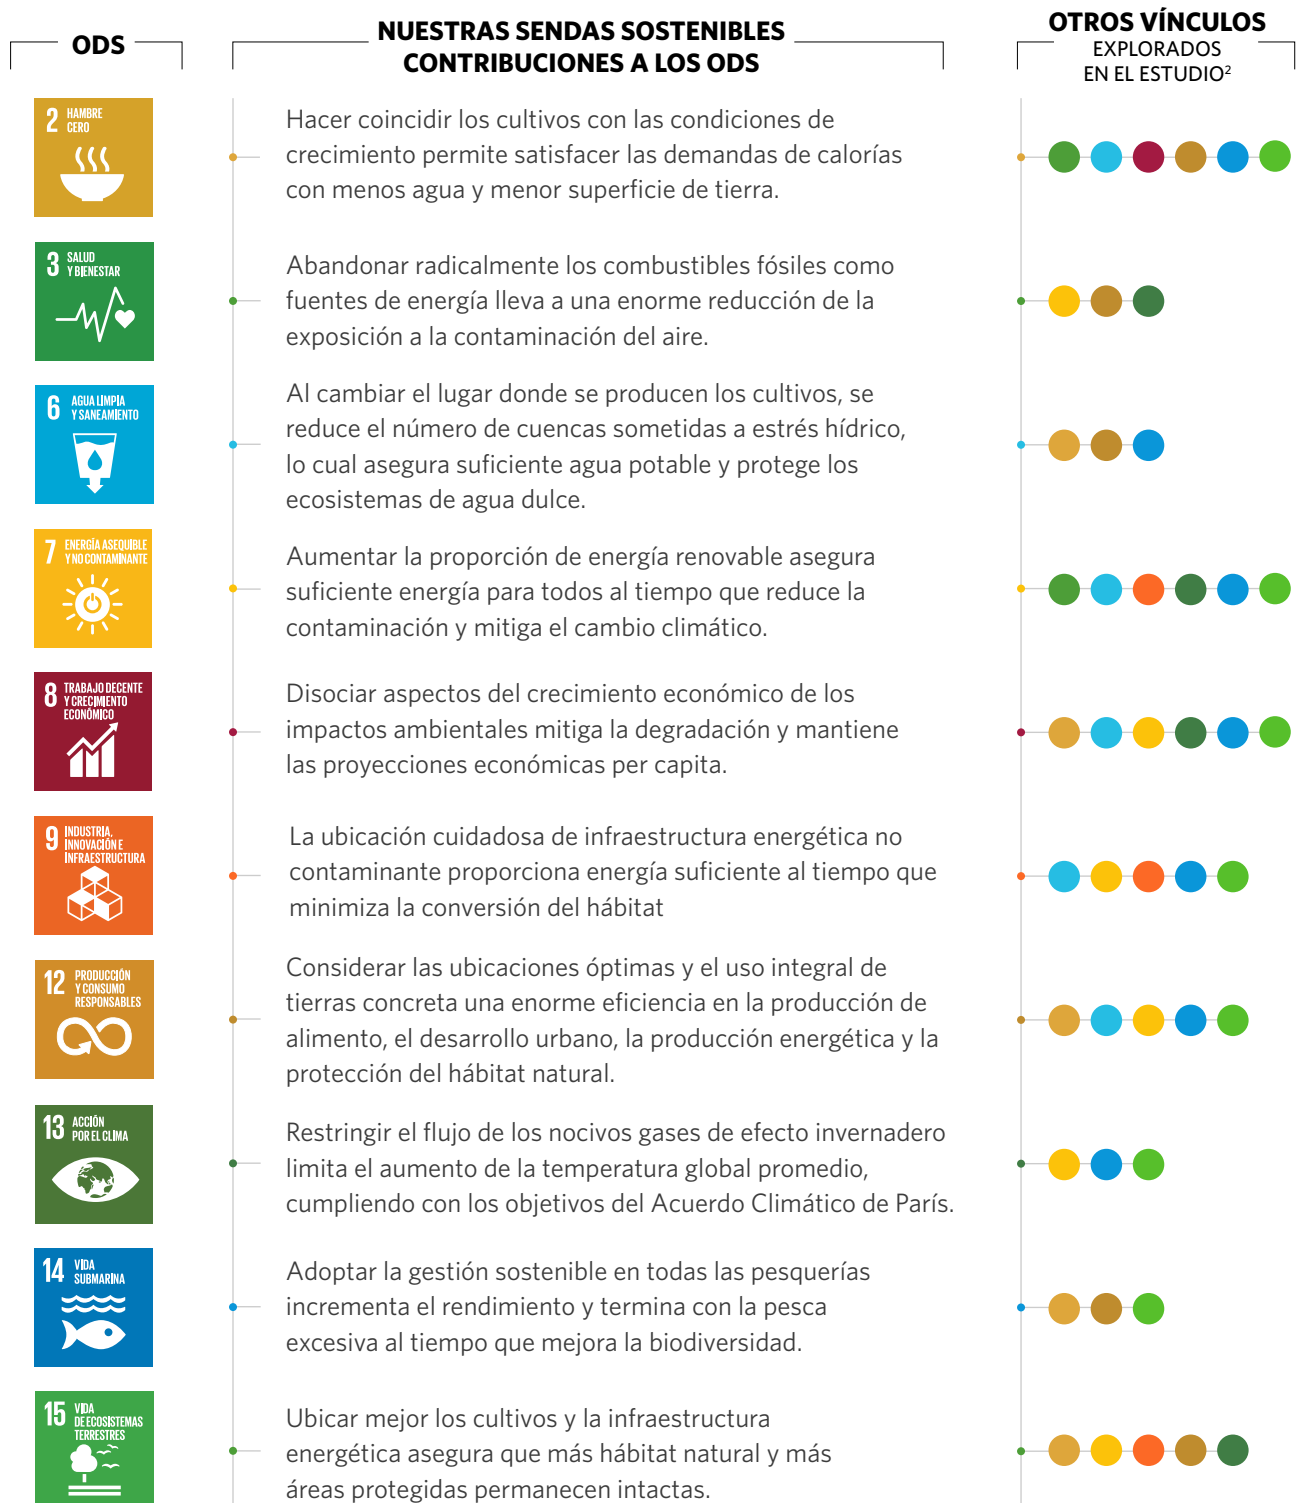 ODS
NUESTRAS SENDAS SOSTENIBLES
CONTRIBUCIONES A LOS ODS
OTROS VÍNCULOS
EXPLORADOS
EN EL ESTUDIO²
2 HAMBRE
CERO
Hacer coincidir los cultivos con las condiciones de
crecimiento permite satisfacer las demandas de calorías
con menos agua y menor superficie de tierra.
3 SALUD
Y BIENESTAR
Abandonar radicalmente los combustibles fósiles como
fuentes de energía lleva a una enorme reducción de la
exposición a la contaminación del aire.
6 AGUA LIMPIA
Y SANEAMIENTO
Al cambiar el lugar donde se producen los cultivos, se
reduce el número de cuencas sometidas a estrés hídrico,
lo cual asegura suficiente agua potable y protege los
ecosistemas de agua dulce.
7 ENERGÍA ASEQUIBLE
Y NO CONTAMINANTE
Aumentar la proporción de energía renovable asegura
suficiente energía para todos al tiempo que reduce la
contaminación y mitiga el cambio climático.
8 TRABAJO DECENTE
Y CRECIMIENTO
ECONÓMICO
Disociar aspectos del crecimiento económico de los
impactos ambientales mitiga la degradación y mantiene
las proyecciones económicas per capita.
9 INDUSTRIA,
INNOVACIÓN E
INFRAESTRUCTURA
La ubicación cuidadosa de infraestructura energética no
contaminante proporciona energía suficiente al tiempo que
minimiza la conversión del hábitat
12 PRODUCCIÓN
Y CONSUMO
RESPONSABLES
Considerar las ubicaciones óptimas y el uso integral de
tierras concreta una enorme eficiencia en la producción de
alimento, el desarrollo urbano, la producción energética y la
protección del hábitat natural.
13 ACCIÓN
POR EL CLIMA
Restringir el flujo de los nocivos gases de efecto invernadero
limita el aumento de la temperatura global promedio,
cumpliendo con los objetivos del Acuerdo Climático de París.
14 VIDA
SUBMARINA
Adoptar la gestión sostenible en todas las pesquerías
incrementa el rendimiento y termina con la pesca
excesiva al tiempo que mejora la biodiversidad.
15 VIDA
DE ECOSISTEMAS
TERRESTRES
Ubicar mejor los cultivos y la infraestructura
energética asegura que más hábitat natural y más
áreas protegidas permanecen intactas.